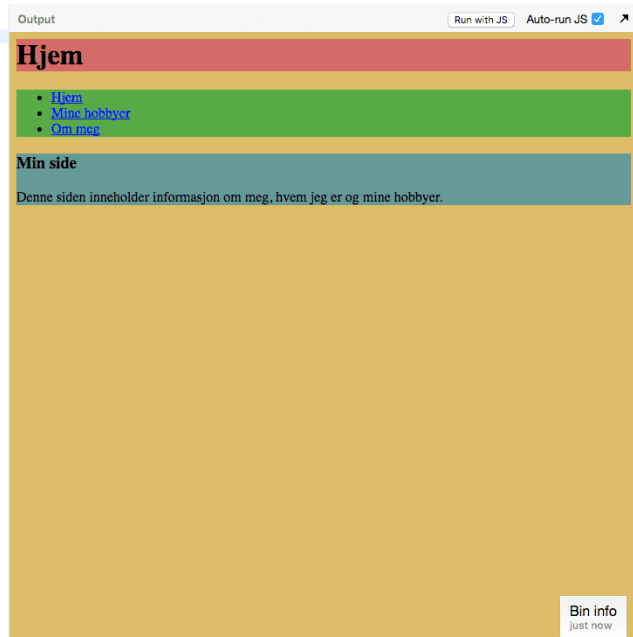 Output
Run with JS
Auto-run JS
Hjem
Hjem
Mine hobbyer
Om meg
Min side
Denne siden inneholder informasjon om meg, hvem jeg er og mine hobbyer.
Bin info
just now